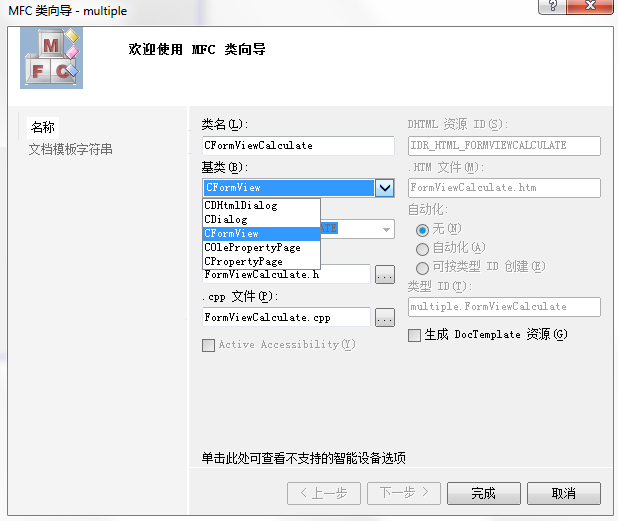 MFC 类向导 - multiple
?
MFC
欢迎使用 MFC 类向导
名称
文档模板字符串
类名(L):
CFormViewCalculate
基类(B):
CFormView
CDHtmlDialog
CDialog
CFormView
COlePropertyPage
CPropertyPage
FormViewCalculate.h
...
.cpp 文件(P):
FormViewCalculate.cpp
...
Active Accessibility(Y)
DHTML 资源 ID(S):
IDR_HTML_FORMVIEWCALCULATE
.HTM 文件(M):
FormViewCalculate.htm
自动化:
无(N)
自动化(A)
可按类型 ID 创建(E)
类型 ID(T):
multiple.FormViewCalculate
生成 DocTemplate 资源(G)
单击此处可查看不支持的智能设备选项
< 上一步
下一步 >
完成
取消